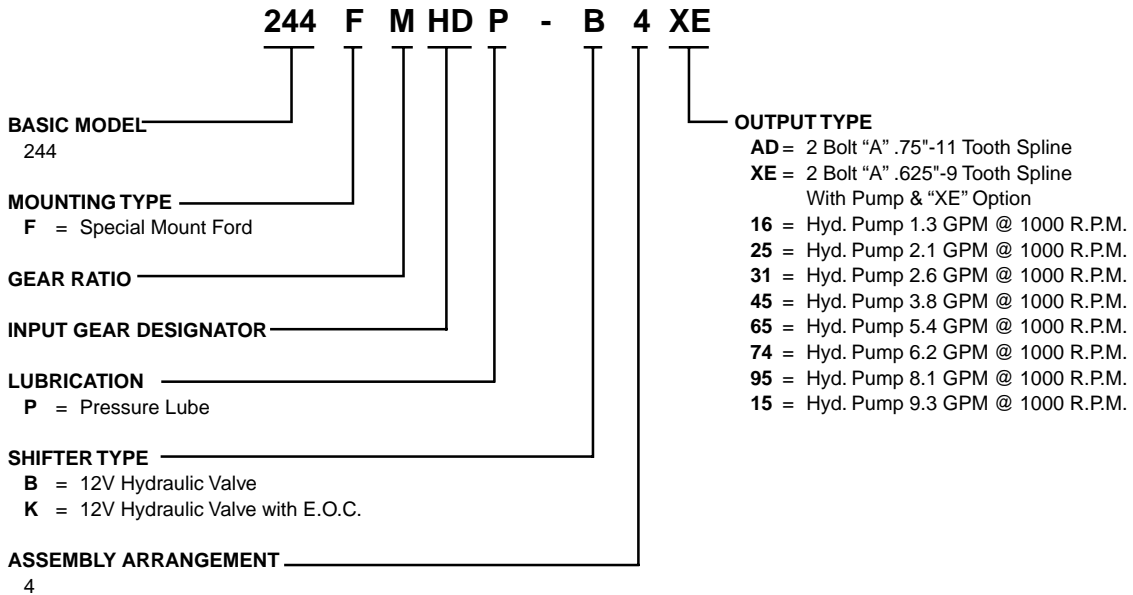 244 F M HD P - B 4 XE
BASIC MODEL
244
MOUNTING TYPE
F = Special Mount Ford
GEAR RATIO
INPUT GEAR DESIGNATOR
LUBRICATION
P = Pressure Lube
SHIFTER TYPE
B = 12V Hydraulic Valve
K = 12V Hydraulic Valve with E.O.C.
ASSEMBLY ARRANGEMENT
4
OUTPUT TYPE
AD = 2 Bolt “A” .75"-11 Tooth Spline
XE = 2 Bolt “A” .625"-9 Tooth Spline
With Pump & “XE” Option
16 = Hyd. Pump 1.3 GPM @ 1000 R.P.M.
25 = Hyd. Pump 2.1 GPM @ 1000 R.P.M.
31 = Hyd. Pump 2.6 GPM @ 1000 R.P.M.
45 = Hyd. Pump 3.8 GPM @ 1000 R.P.M.
65 = Hyd. Pump 5.4 GPM @ 1000 R.P.M.
74 = Hyd. Pump 6.2 GPM @ 1000 R.P.M.
95 = Hyd. Pump 8.1 GPM @ 1000 R.P.M.
15 = Hyd. Pump 9.3 GPM @ 1000 R.P.M.